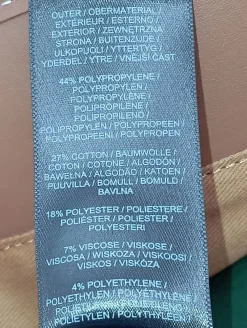 OUTER / OBERMATERIAL /
EXTÉRIEUR / ESTERNO /
EXTERIOR / ZEWNĘTRZNA
STRONA / BUITENZIJDE /
ULKOPUOLI / YTTERTYG /
YDERDEL / YTRE / VNĚJŠÍ ČÁST
44% POLYPROPYLENE /
POLYPROPYLEN /
POLYPROPYLÈNE /
POLIPROPILENE /
POLIPROPILENO /
POLIPROPYLEN / POLYPROPEEN /
POLYPROPEENI / POLYPROPEN
27% COTTON / BAUMWOLLE /
COTON / COTONE / ALGODÓN /
BAWEŁNA / ALGODÃO / KATOEN /
PUUVILLA / BOMULL / BOMULD /
BAVLNA
18% POLYESTER / POLIESTERE /
POLIÉSTER / POLIESTER /
POLYESTERI
7% VISCOSE / VISKOSE /
VISCOSA / WISKOZA / VISKOOSI
/ VISKOS / VISKÓZA
4% POLYETHYLENE /
POLYETHYLEN / POLYÉTHYLÈNE /
POLIETYLEN / POLYETHYLEEN